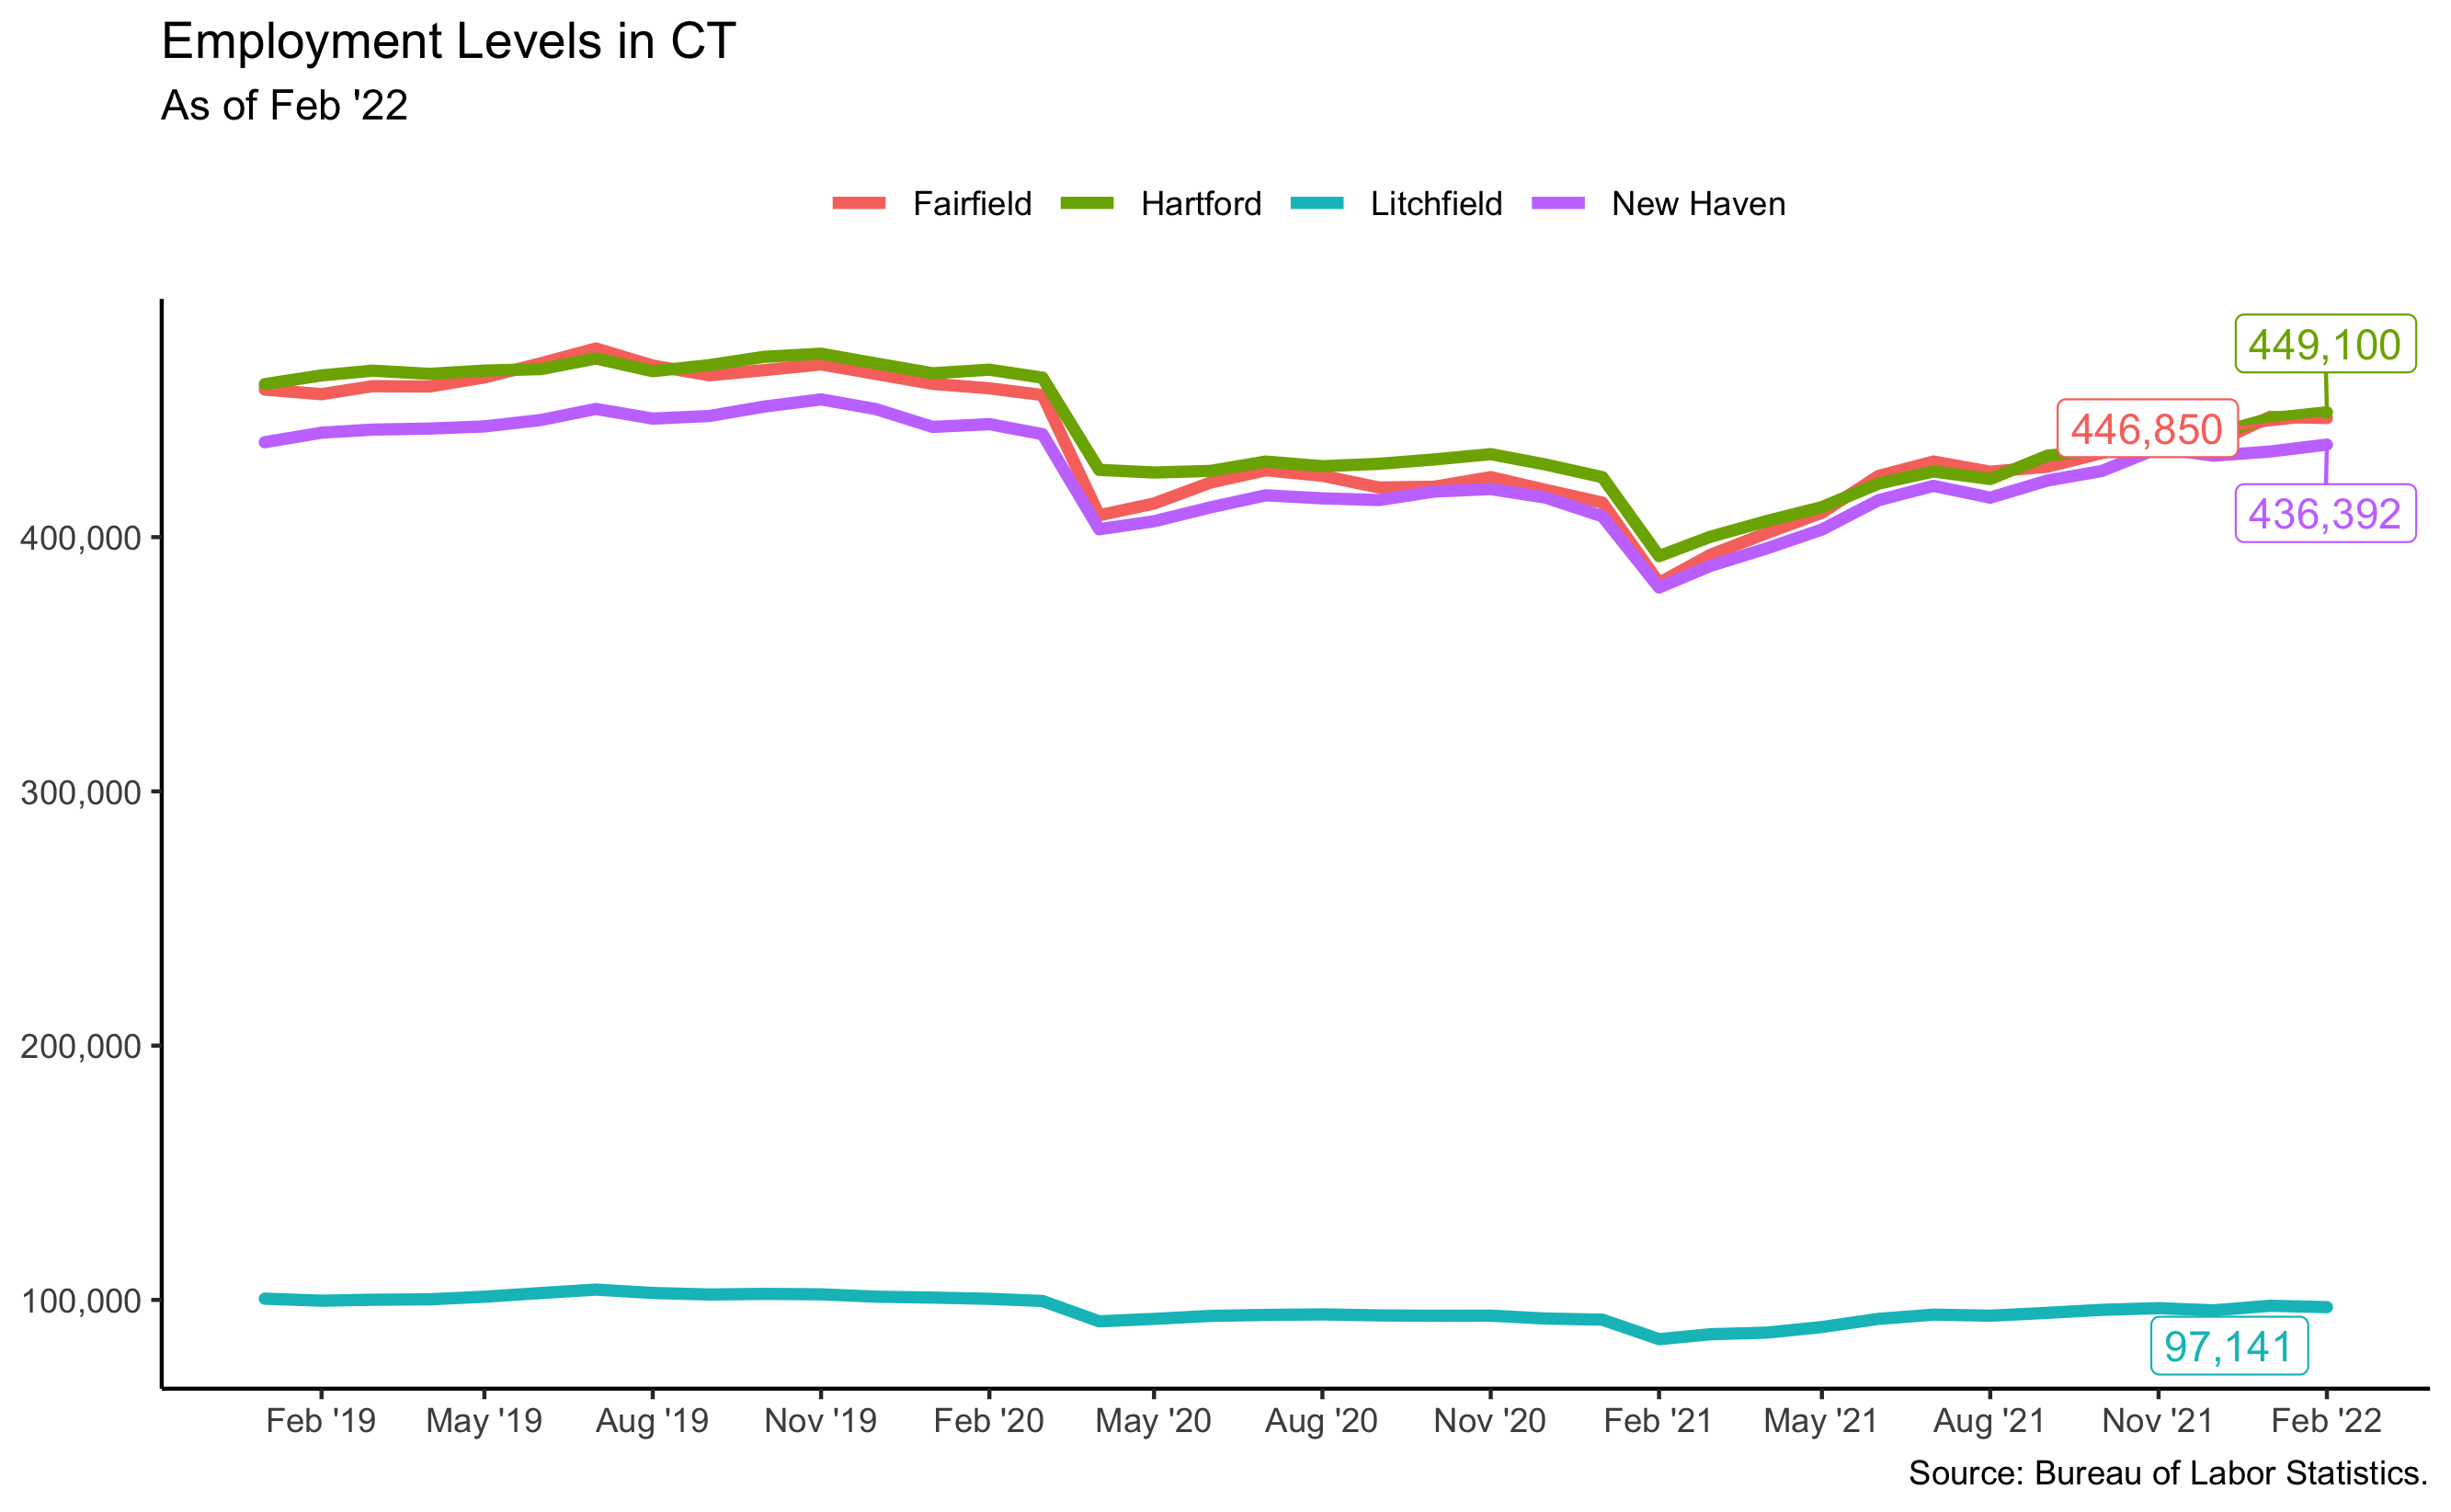 Employment Levels in CT
As of Feb '22
Fairfield Hartford Litchfield New Haven
449,100
446,850
436,392
400,000
300,000
200,000
100,000
97,141
Feb '19 May '19 Aug '19 Nov '19 Feb '20 May '20 Aug '20 Nov '20 Feb '21 May '21 Aug '21 Nov '21 Feb '22
Source: Bureau of Labor Statistics.